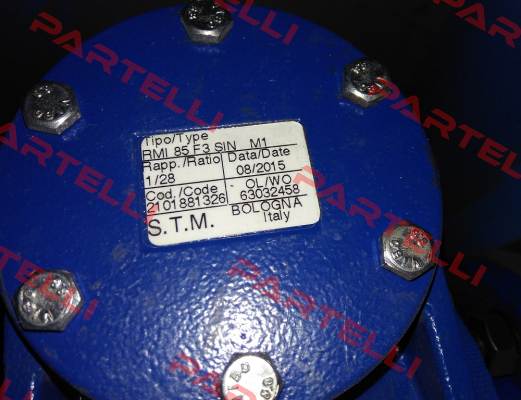 Tipo/Type
RMI 85 F3 SIN M1
Rapp./Ratio Data/Date
1/28 08/2015
Cod./Code OL/WO
2101881326 63032458
S.T.M. BOLOGNA
Italy
PARTELLI
PARTELLI
PARTELLI
PARTELLI
PARTELLI